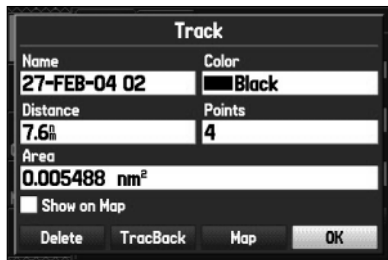 Track
Name Color
27-FEB-04 02 Black
Distance Points
7.6nm 4
Area
0.005488 nm²
Show on Map
Delete TracBack Map OK